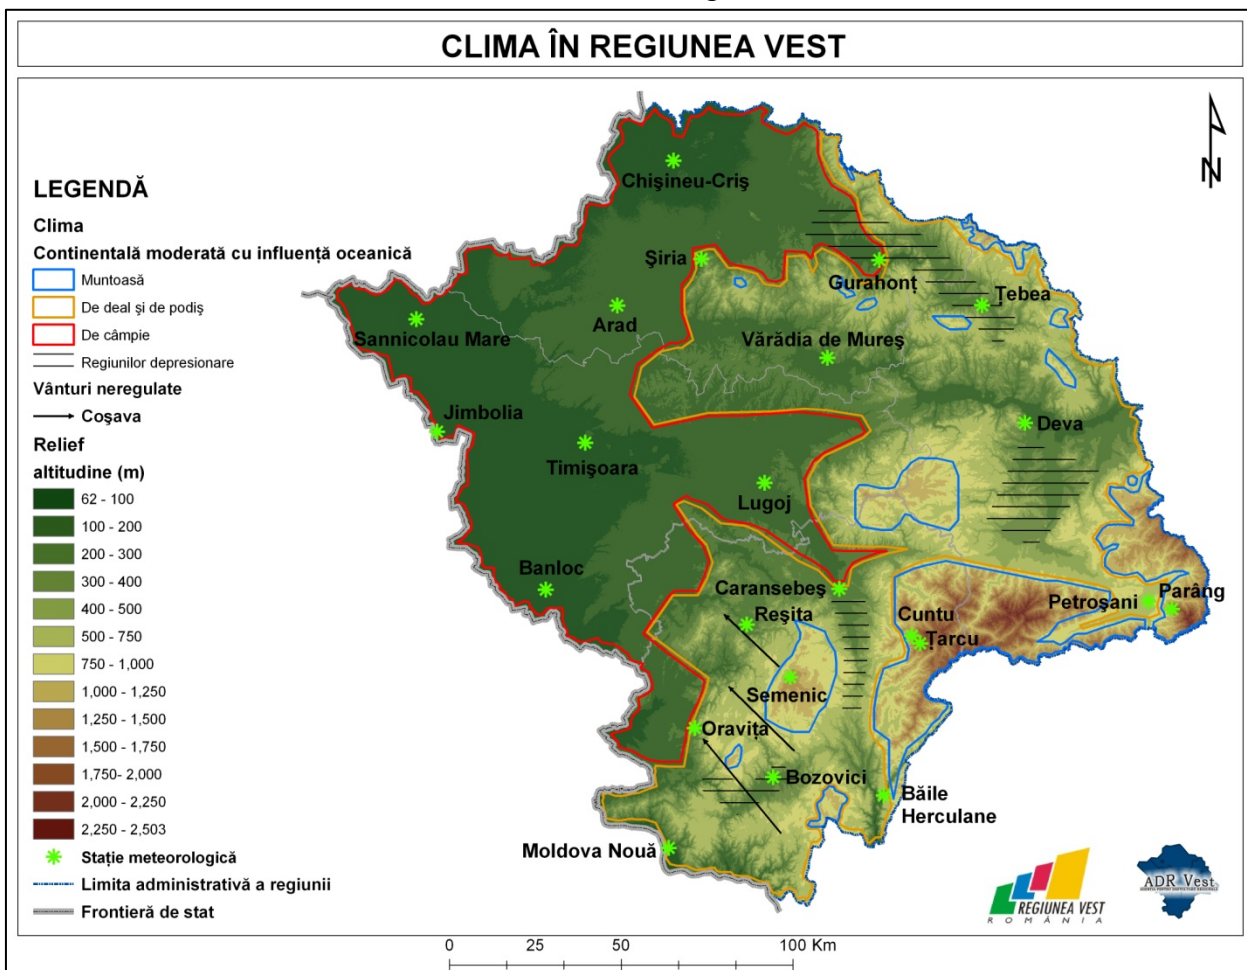 CLIMA ÎN REGIUNEA VEST
LEGENDĂ
Clima
Continentală moderată cu influență oceanică
Muntoasă
De deal și de podiș
De câmpie
Regiunilor depresionare
Vânturi neregulate
Coșava
Relief
altitudine (m)
62 - 100
100 - 200
200 - 300
300 - 400
400 - 500
500 - 750
750 - 1,000
1,000 - 1,250
1,250 - 1,500
1,500 - 1,750
1,750- 2,000
2,000 - 2,250
2,250 - 2,503
Stație meteorologică
Limita administrativă a regiunii
Frontieră de stat
N
Chișineu-Criș
Șiria
Gurahonț
Țebea
Arad
Sannicolau Mare
Vărădia de Mureș
Jimbolia
Deva
Timișoara
Lugoj
Banloc
Caransebeș
Reșița
Cuntu
Țarcu
Petroșani
Parâng
Semenic
Oravița
Bozovici
Băile
Herculane
Moldova Nouă
REGIUNEA VEST
ROMÂNIA
ADR Vest
0 25 50 100 Km